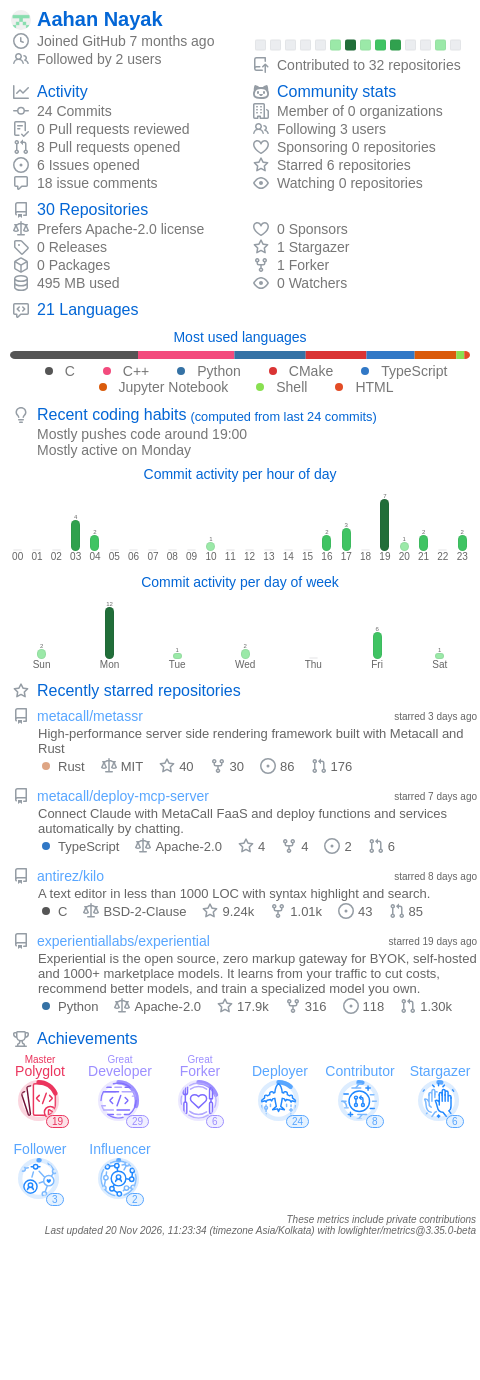 Aahan Nayak
Joined GitHub 7 months ago
Followed by 2 users
Contributed to 32 repositories
Activity
24 Commits
0 Pull requests reviewed
8 Pull requests opened
6 Issues opened
18 issue comments
Community stats
Member of 0 organizations
Following 3 users
Sponsoring 0 repositories
Starred 6 repositories
Watching 0 repositories
30 Repositories
Prefers Apache-2.0 license
0 Releases
0 Packages
495 MB used
0 Sponsors
1 Stargazer
1 Forker
0 Watchers
21 Languages
Most used languages
C C++ Python CMake TypeScript
Jupyter Notebook Shell HTML
Recent coding habits (computed from last 24 commits)
Mostly pushes code around 19:00
Mostly active on Monday
Commit activity per hour of day
4 2 1 2 3 7 1 2 2
00 01 02 03 04 05 06 07 08 09 10 11 12 13 14 15 16 17 18 19 20 21 22 23
Commit activity per day of week
2 12 1 2 6 1
Sun Mon Tue Wed Thu Fri Sat
Recently starred repositories
metacall/metassr starred 3 days ago
High-performance server side rendering framework built with Metacall and
Rust
Rust MIT 40 30 86 176
metacall/deploy-mcp-server starred 7 days ago
Connect Claude with MetaCall FaaS and deploy functions and services
automatically by chatting.
TypeScript Apache-2.0 4 4 2 6
antirez/kilo starred 8 days ago
A text editor in less than 1000 LOC with syntax highlight and search.
C BSD-2-Clause 9.24k 1.01k 43 85
experientiallabs/experiential starred 19 days ago
Experiential is the open source, zero markup gateway for BYOK, self-hosted
and 1000+ marketplace models. It learns from your traffic to cut costs,
recommend better models, and train a specialized model you own.
Python Apache-2.0 17.9k 316 118 1.30k
Achievements
Master Great Great
Polyglot Developer Forker Deployer Contributor Stargazer
19 29 6 24 8 6
Follower Influencer
3 2
These metrics include private contributions
Last updated 20 Nov 2026, 11:23:34 (timezone Asia/Kolkata) with lowlighter/metrics@3.35.0-beta